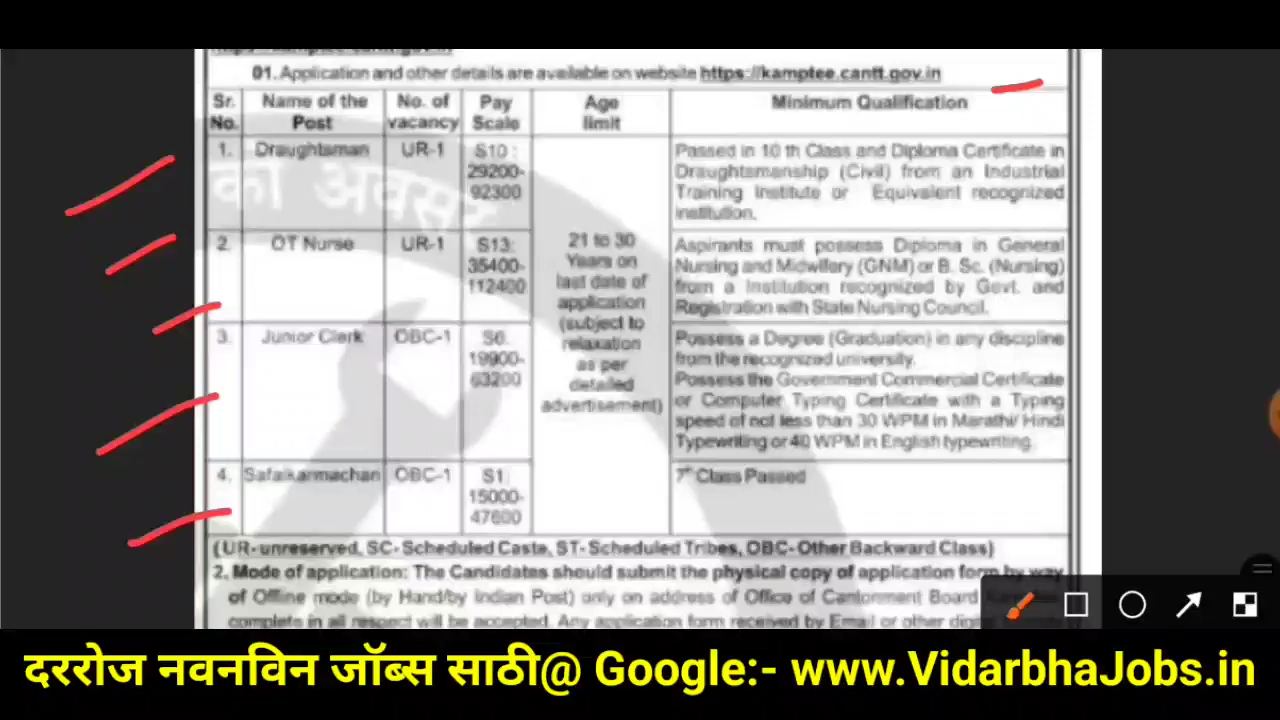 01. Application and other details are available on website https://kamptee.cantt.gov.in
Sr. No. Name of the Post No. of vacancy Pay Scale Age limit Minimum Qualification
1. Draughtsman UR-1 S10 : 29200-92300
Passed in 10 th Class and Diploma Certificate in
Draughtsmanship (Civil) from an Industrial
Training Institute or Equivalent recognized
institution.
2. OT Nurse UR-1 S13: 35400-112400
21 to 30
Years on
last date of
application
(subject to
relaxation
as per
detailed
advertisement)
Aspirants must possess Diploma in General
Nursing and Midwifery (GNM) or B. Sc. (Nursing)
from a Institution recognized by Govt. and
Registration with State Nursing Council.
3. Junior Clerk OBC-1 S6: 19900-63200
Possess a Degree (Graduation) in any discipline
from the recognized university.
Possess the Government Commercial Certificate
or Computer Typing Certificate with a Typing
speed of not less than 30 WPM in Marathi/ Hindi
Typewriting or 40 WPM in English typewriting.
4. Safaikarmachari OBC-1 S1: 15000-47600
7th Class Passed
का अवसर
(UR- unreserved, SC- Scheduled Caste, ST- Scheduled Tribes, OBC- Other Backward Class)
2. Mode of application: The Candidates should submit the physical copy of application form by way
of Offline mode (by Hand/by Indian Post) only on address of Office of Cantonment Board
complete in all respect will be accepted. Any application form received by Email or other
दररोज नवनविन जॉब्स साठी@ Google:- www.VidarbhaJobs.in